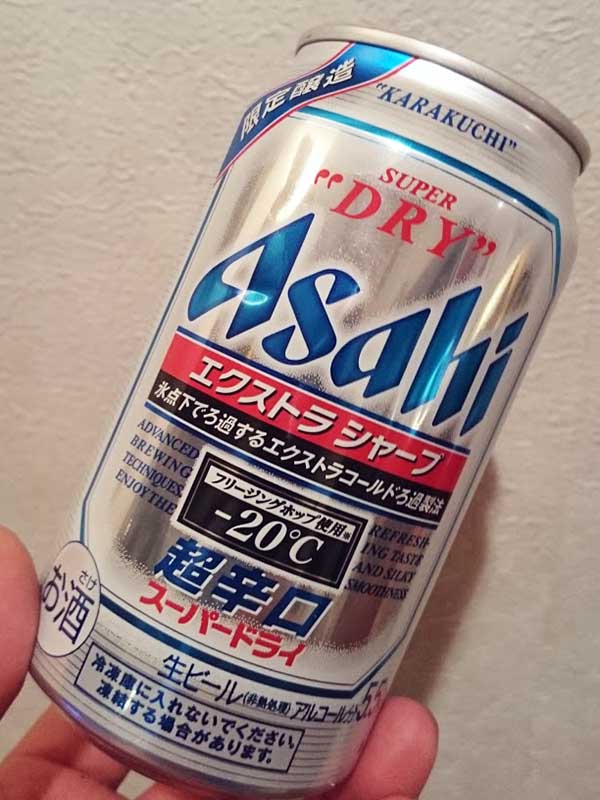 限定醸造
"KARAKUCHI"
SUPER
"DRY"
Asahi
エクストラ シャープ
氷点下でろ過するエクストラコールドろ過製法
ADVANCED
BREWING
TECHNIQUES.
ENJOY THE
フリージングホップ使用※
-20℃
REFRESH-
ING TASTE
AND SILKY
SMOOTHNESS
超辛口
スーパードライ
さけ
お酒
生ビール(非熱処理)アルコール分5.5
冷凍庫に入れないでください。
凍結する場合があります。